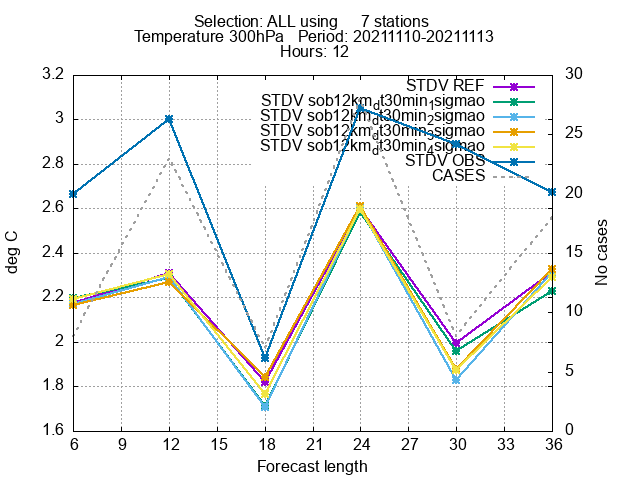 Selection: ALL using 7 stations
Temperature 300hPa Period: 20211110-20211113
Hours: 12
STDV REF
STDV sob12km_dt30min_1sigmao
STDV sob12km_dt30min_2sigmao
STDV sob12km_dt30min_3sigmao
STDV sob12km_dt30min_4sigmao
STDV OBS
CASES
deg C
3.2
3
2.8
2.6
2.4
2.2
2
1.8
1.6
No cases
30
25
20
15
10
5
0
6 9 12 15 18 21 24 27 30 33 36
Forecast length